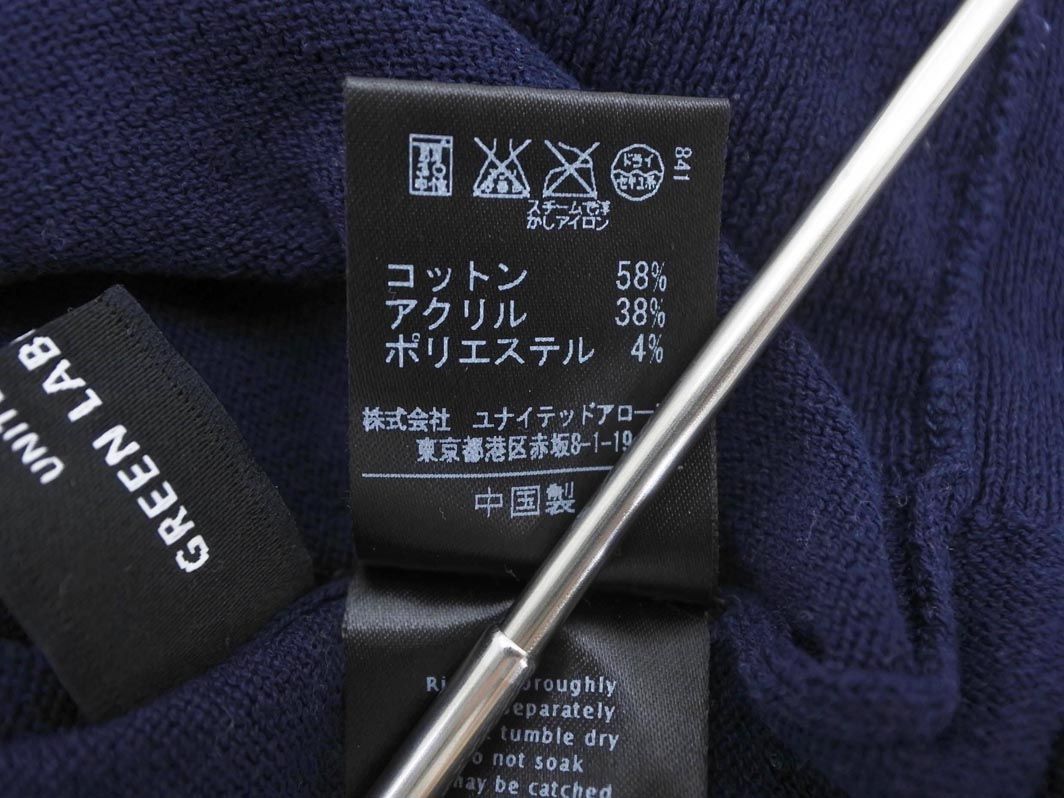 841
ドライ
セキユ系
スチームで浮
かしアイロン
コットン 58%
アクリル 38%
ポリエステル 4%
株式会社 ユナイテッドアロー
東京都港区赤坂8-1-19
中国製
UNITE
GREEN LAB
oroughly
separately
tumble dry
o not soak
may be catched